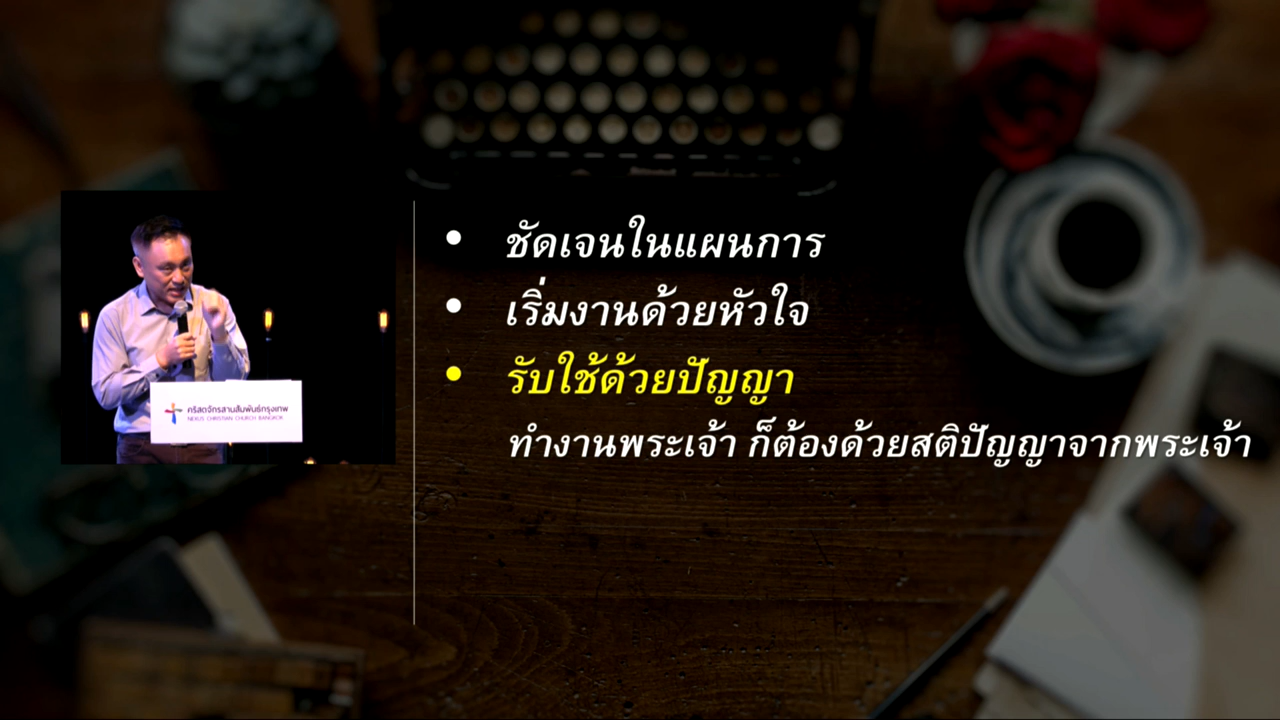 ชัดเจนในแผนการ
เริ่มงานด้วยหัวใจ
รับใช้ด้วยปัญญา
ทำงานพระเจ้า ก็ต้องด้วยสติปัญญาจากพระเจ้า
คริสตจักรสานสัมพันธ์กรุงเทพ
NEXUS CHRISTIAN CHURCH BANGKOK